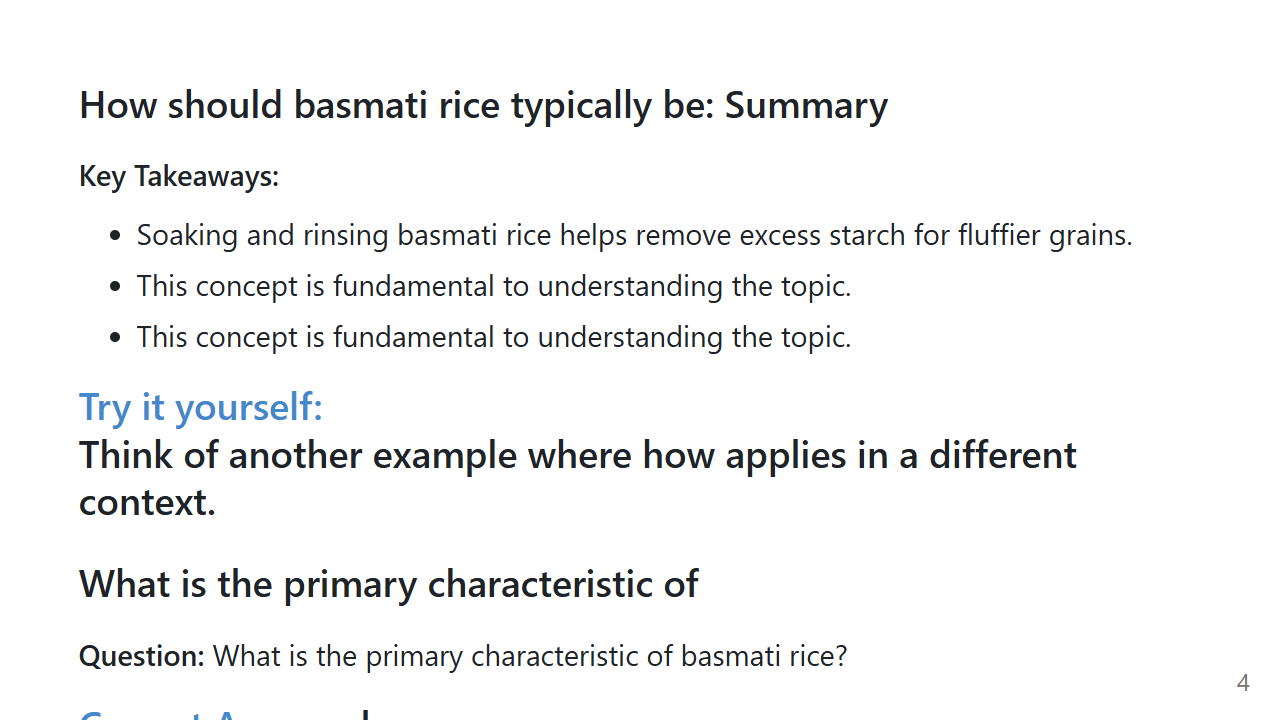 How should basmati rice typically be: Summary
Key Takeaways:
Soaking and rinsing basmati rice helps remove excess starch for fluffier grains.
This concept is fundamental to understanding the topic.
This concept is fundamental to understanding the topic.
Try it yourself:
Think of another example where how applies in a different
context.
What is the primary characteristic of
Question: What is the primary characteristic of basmati rice?
4